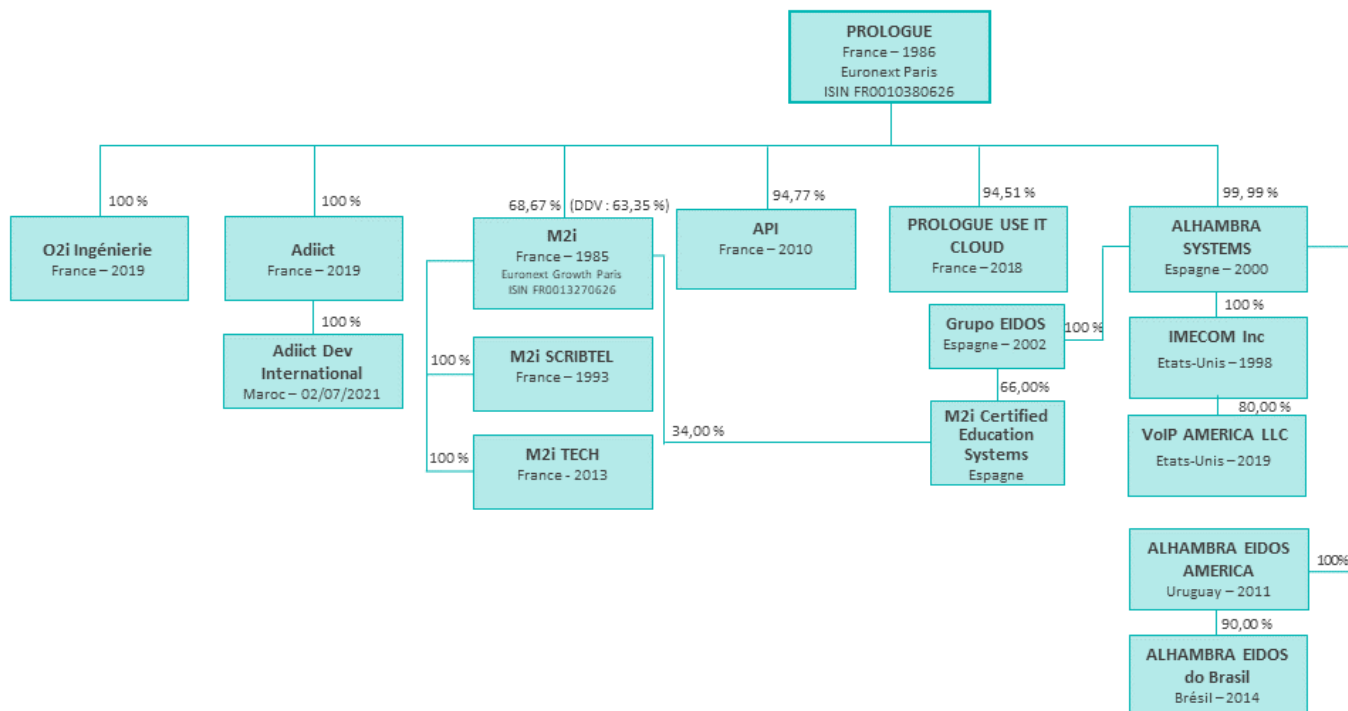 PROLOGUE
France – 1986
Euronext Paris
ISIN FR0010380626
100 %
100 %
68,67 % (DDV : 63,35 %)
94,77 %
94,51 %
99,99 %
O2i Ingénierie
France – 2019
Adiict
France – 2019
M2i
France – 1985
Euronext Growth Paris
ISIN FR0013270626
API
France – 2010
PROLOGUE USE IT
CLOUD
France – 2018
ALHAMBRA
SYSTEMS
Espagne – 2000
100 %
Adiict Dev
International
Maroc – 02/07/2021
100 %
M2i SCRIBTEL
France – 1993
100 %
M2i TECH
France - 2013
34,00 %
Grupo EIDOS
Espagne – 2002
100 %
66,00%
M2i Certified
Education
Systems
Espagne
100 %
IMECOM Inc
Etats-Unis – 1998
80,00 %
VoIP AMERICA LLC
Etats-Unis – 2019
ALHAMBRA EIDOS
AMERICA
Uruguay – 2011
100%
90,00 %
ALHAMBRA EIDOS
do Brasil
Brésil – 2014